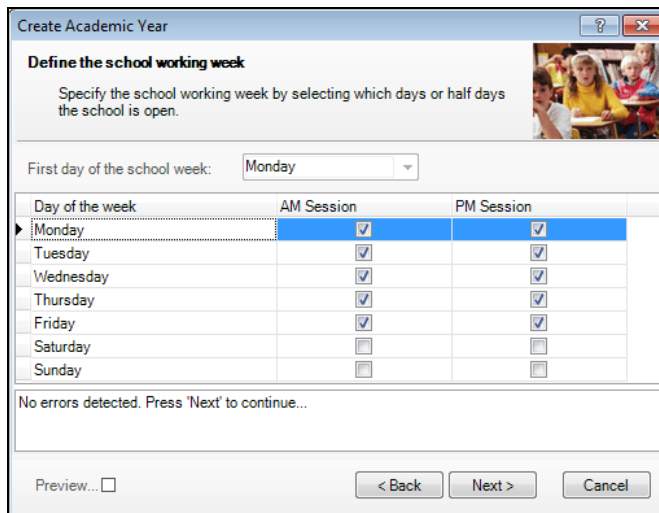 Create Academic Year
Define the school working week
Specify the school working week by selecting which days or half days
the school is open.
First day of the school week: Monday
Day of the week AM Session PM Session
Monday
Tuesday
Wednesday
Thursday
Friday
Saturday
Sunday
No errors detected. Press 'Next' to continue...
Preview... < Back Next > Cancel